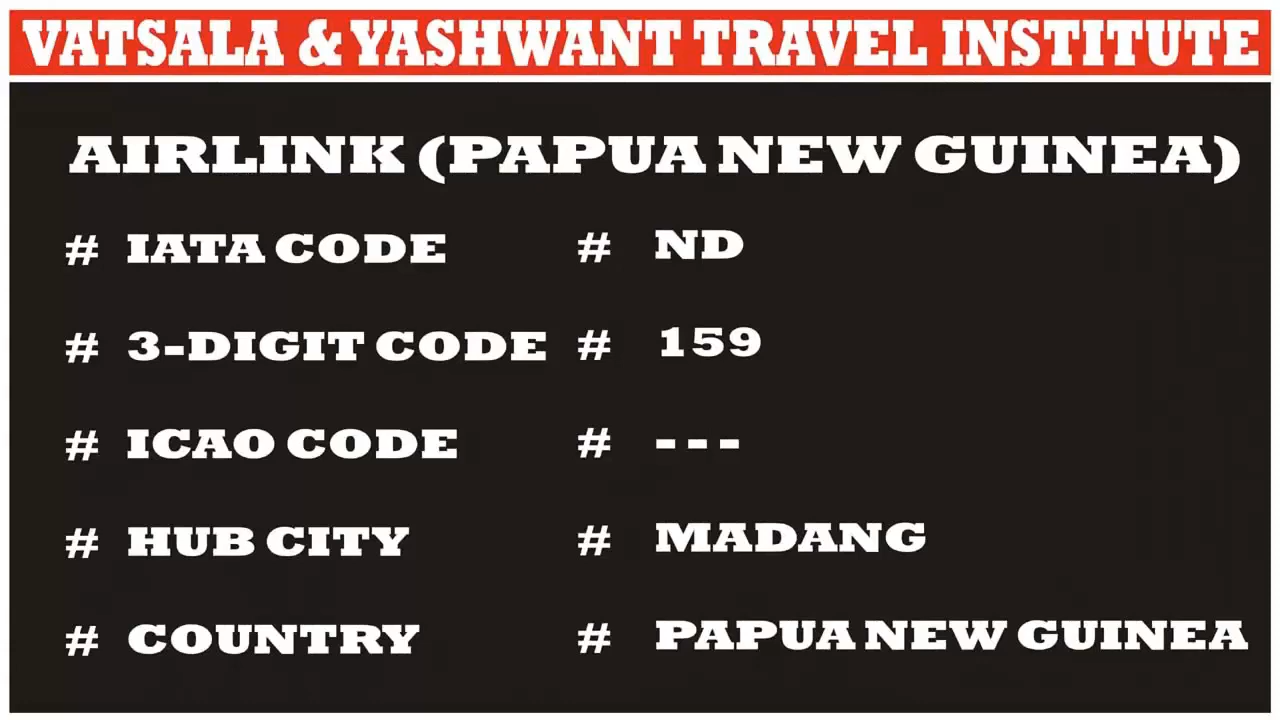 VATSALA & YASHWANT TRAVEL INSTITUTE
AIRLINK (PAPUA NEW GUINEA)
# IATA CODE # ND
# 3-DIGIT CODE # 159
# ICAO CODE # ---
# HUB CITY # MADANG
# COUNTRY # PAPUA NEW GUINEA